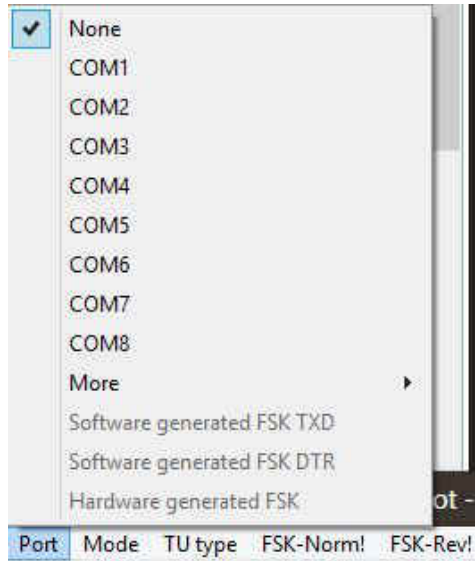 None
COM1
COM2
COM3
COM4
COM5
COM6
COM7
COM8
More
Software generated FSK TXD
Software generated FSK DTR
Hardware generated FSK
ot -
Port Mode TU type FSK-Norm! FSK-Rev!